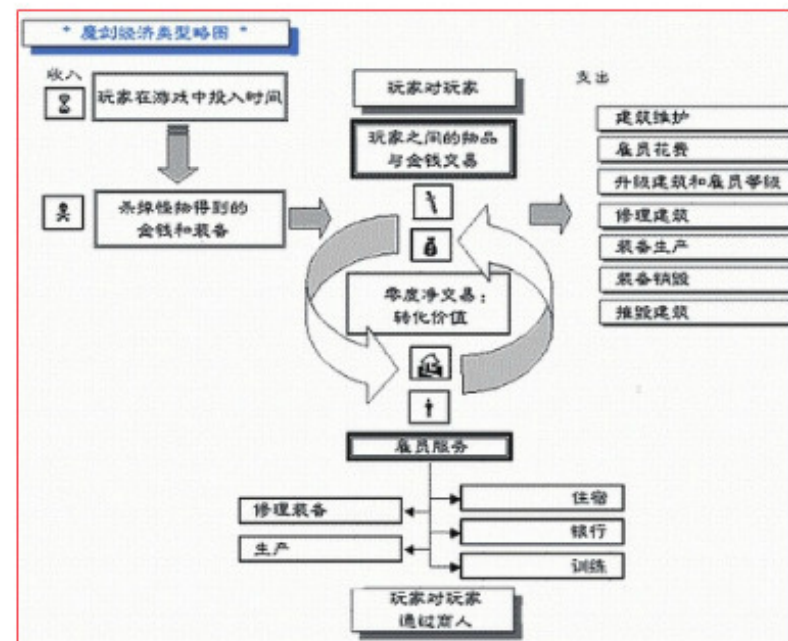 * 魔剑经济类型略图 *
收入
玩家在游戏中投入时间
杀掉怪物得到的
金钱和装备
玩家对玩家
玩家之间的物品
与金钱交易
零度净交易：
转化价值
雇员服务
修理装备
生产
住宿
银行
训练
玩家对玩家
通过商人
支出
建筑维护
雇员花费
升级建筑和雇员等级
修理建筑
装备生产
装备销毁
摧毁建筑